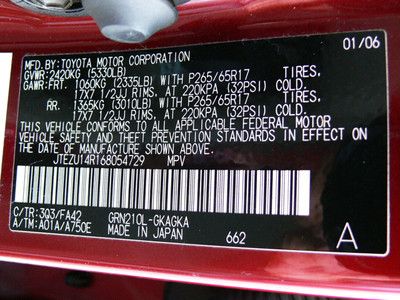 MFD.BY:TOYOTA MOTOR CORPORATION 01/06
GVWR:2420KG (5330LB)
GAWR:FRT. 1060KG (2335LB) WITH P265/65R17 TIRES,
17X7 1/2JJ RIMS, AT 220KPA (32PSI) COLD.
RR. 1365KG (3010LB) WITH P265/65R17 TIRES,
17X7 1/2JJ RIMS, AT 220KPA (32PSI) COLD.
THIS VEHICLE CONFORMS TO ALL APPLICABLE FEDERAL MOTOR
VEHICLE SAFETY AND THEFT PREVENTION STANDARDS IN EFFECT ON
THE DATE OF MANUFACTURE SHOWN ABOVE.
JTEZU14R168054729 MPV
C/TR:3Q3/FA42 GRN210L-GKAGKA
A/TM:A01A/A750E MADE IN JAPAN 662 A